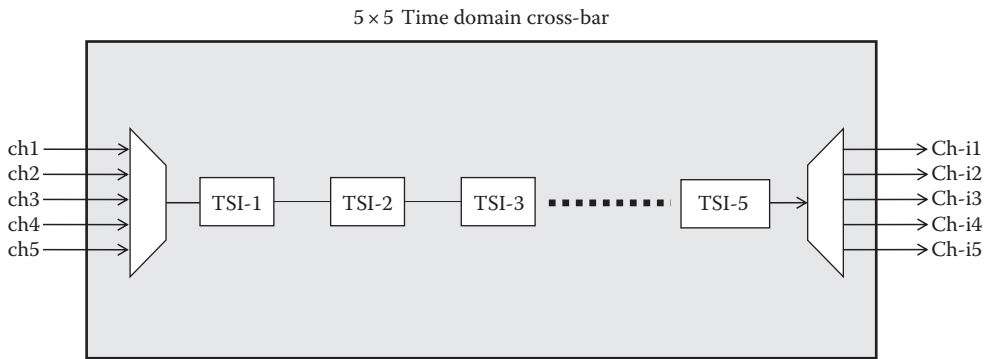 5 × 5 Time domain cross-bar
ch1
ch2
ch3
ch4
ch5
TSI-1
TSI-2
TSI-3
TSI-5
Ch-i1
Ch-i2
Ch-i3
Ch-i4
Ch-i5